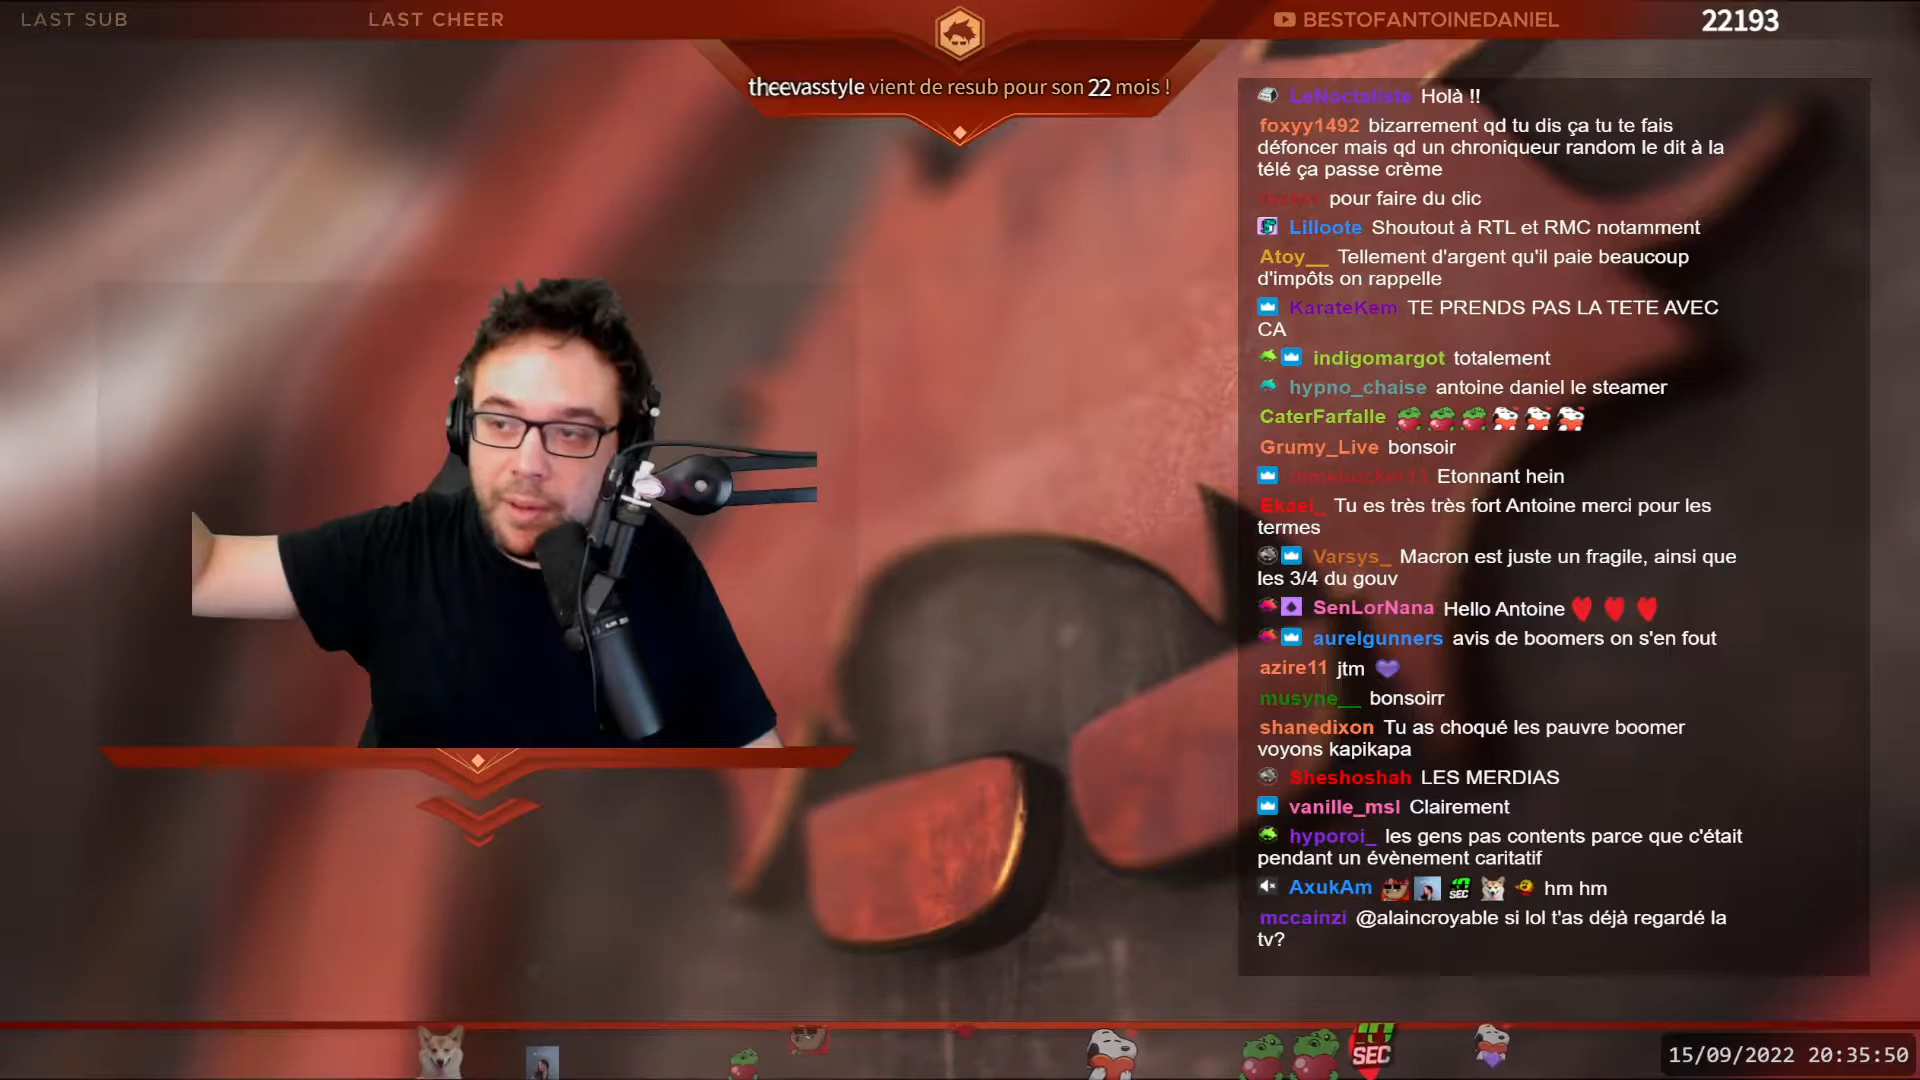 LAST SUB
LAST CHEER
BESTOFANTOINEDANIEL
22193
theevasstyle vient de resub pour son 22 mois !
LeNoctaliste Holà !!
foxyy1492 bizarrement qd tu dis ça tu te fais
défoncer mais qd un chroniqueur random le dit à la
télé ça passe crème
pour faire du clic
Lilloote Shoutout à RTL et RMC notamment
Atoy__ Tellement d'argent qu'il paie beaucoup
d'impôts on rappelle
KarateKem TE PRENDS PAS LA TETE AVEC
CA
indigomargot totalement
hypno_chaise antoine daniel le steamer
CaterFarfalle
Grumy_Live bonsoir
Etonnant hein
Ekael_ Tu es très très fort Antoine merci pour les
termes
Varsys_ Macron est juste un fragile, ainsi que
les 3/4 du gouv
SenLorNana Hello Antoine
aurelgunners avis de boomers on s'en fout
azire11 jtm
musyne__ bonsoirr
shanedixon Tu as choqué les pauvre boomer
voyons kapikapa
Sheshoshah LES MERDIAS
vanille_msl Clairement
hyporoi_ les gens pas contents parce que c'était
pendant un évènement caritatif
AxukAm SEC hm hm
mccainzi @alaincroyable si lol t'as déjà regardé la
tv?
SEC
15/09/2022 20:35:50